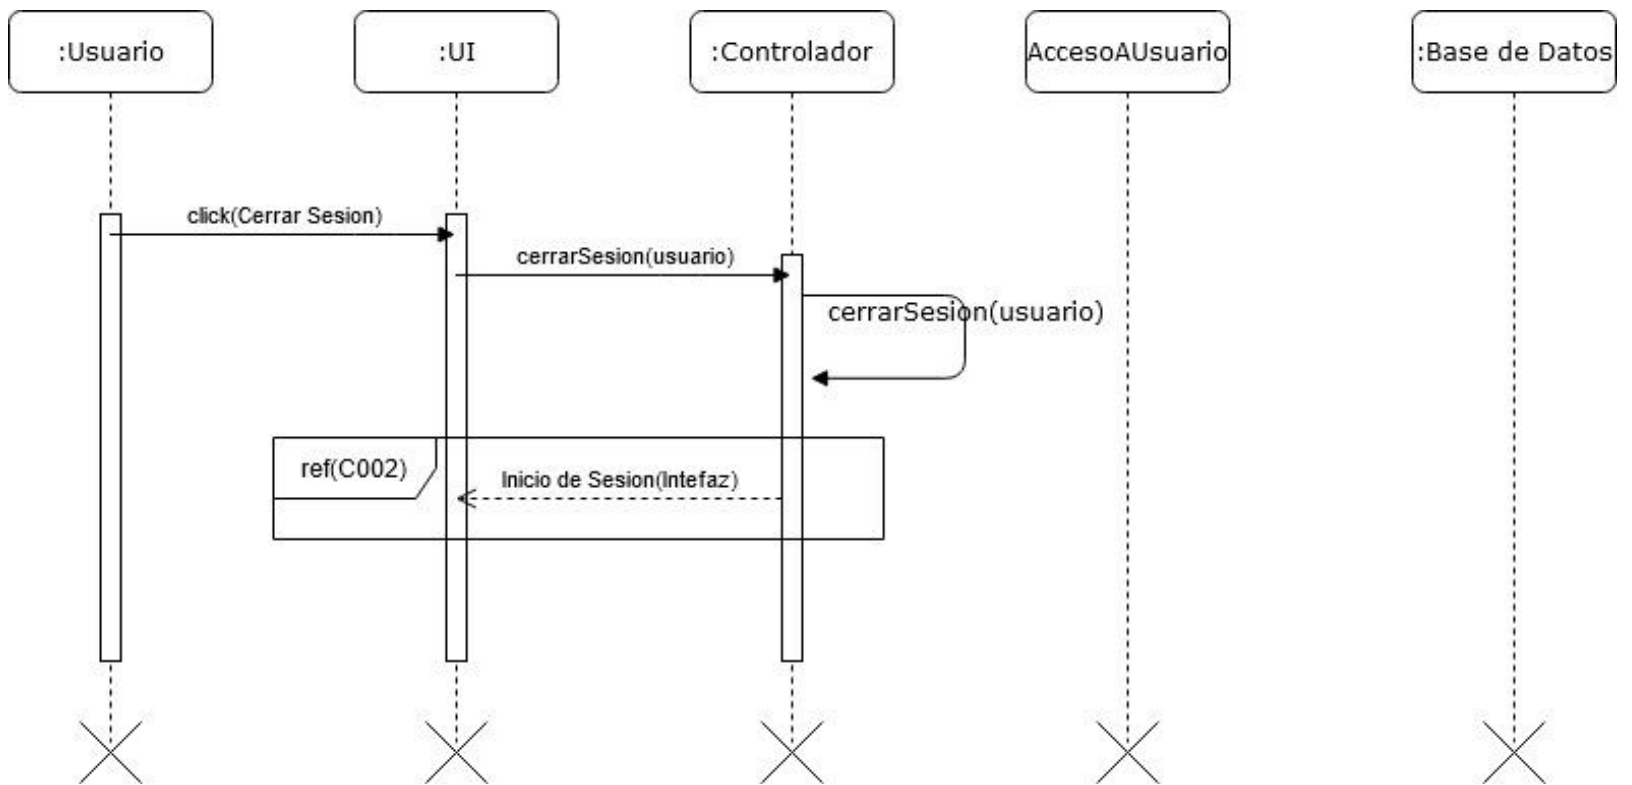 :Usuario
:UI
:Controlador
AccesoAUsuario
:Base de Datos
click(Cerrar Sesion)
cerrarSesion(usuario)
cerrarSesion(usuario)
ref(C002)
Inicio de Sesion(Intefaz)